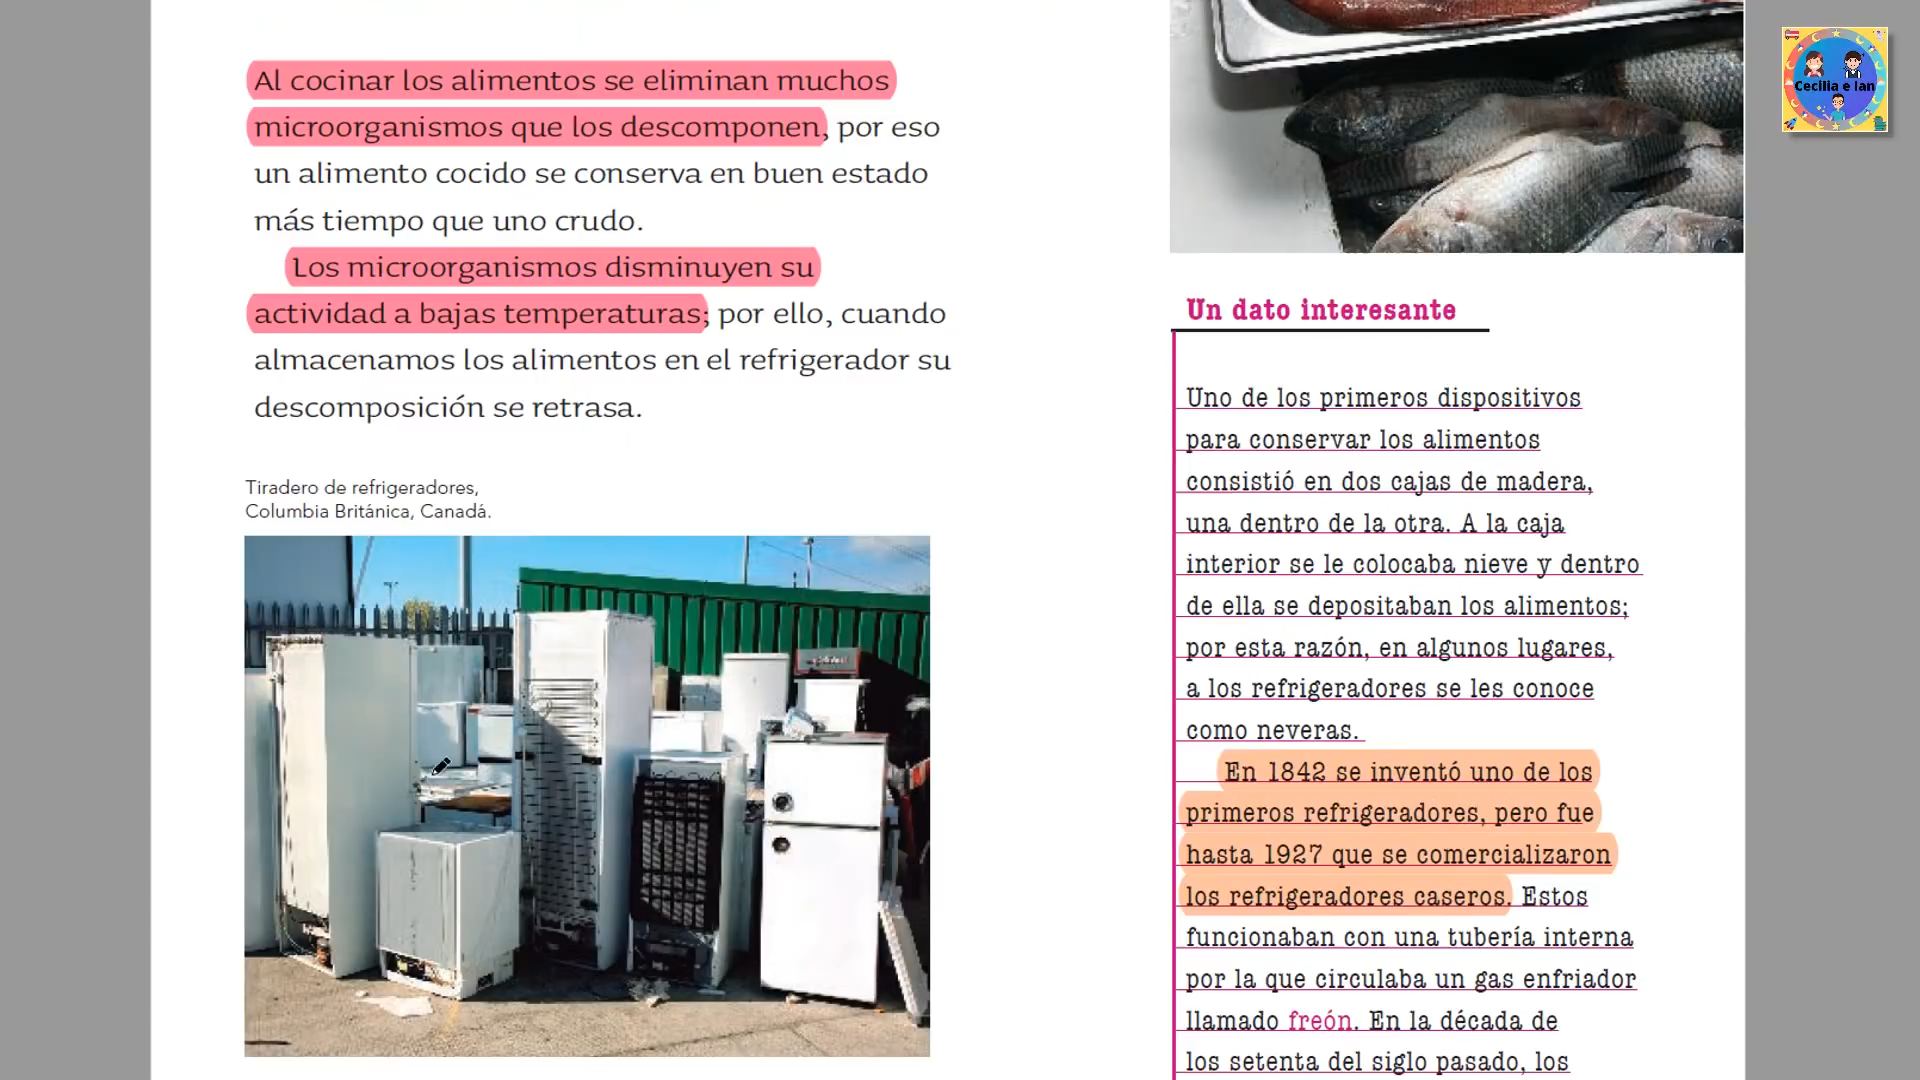 Al cocinar los alimentos se eliminan muchos
microorganismos que los descomponen, por eso
un alimento cocido se conserva en buen estado
más tiempo que uno crudo.
Los microorganismos disminuyen su
actividad a bajas temperaturas; por ello, cuando
almacenamos los alimentos en el refrigerador su
descomposición se retrasa.
Tiradero de refrigeradores,
Columbia Británica, Canadá.
Un dato interesante
Uno de los primeros dispositivos
para conservar los alimentos
consistió en dos cajas de madera,
una dentro de la otra. A la caja
interior se le colocaba nieve y dentro
de ella se depositaban los alimentos;
por esta razón, en algunos lugares,
a los refrigeradores se les conoce
como neveras.
En 1842 se inventó uno de los
primeros refrigeradores, pero fue
hasta 1927 que se comercializaron
los refrigeradores caseros. Estos
funcionaban con una tubería interna
por la que circulaba un gas enfriador
llamado freón. En la década de
los setenta del siglo pasado, los
Cecilia e Ian